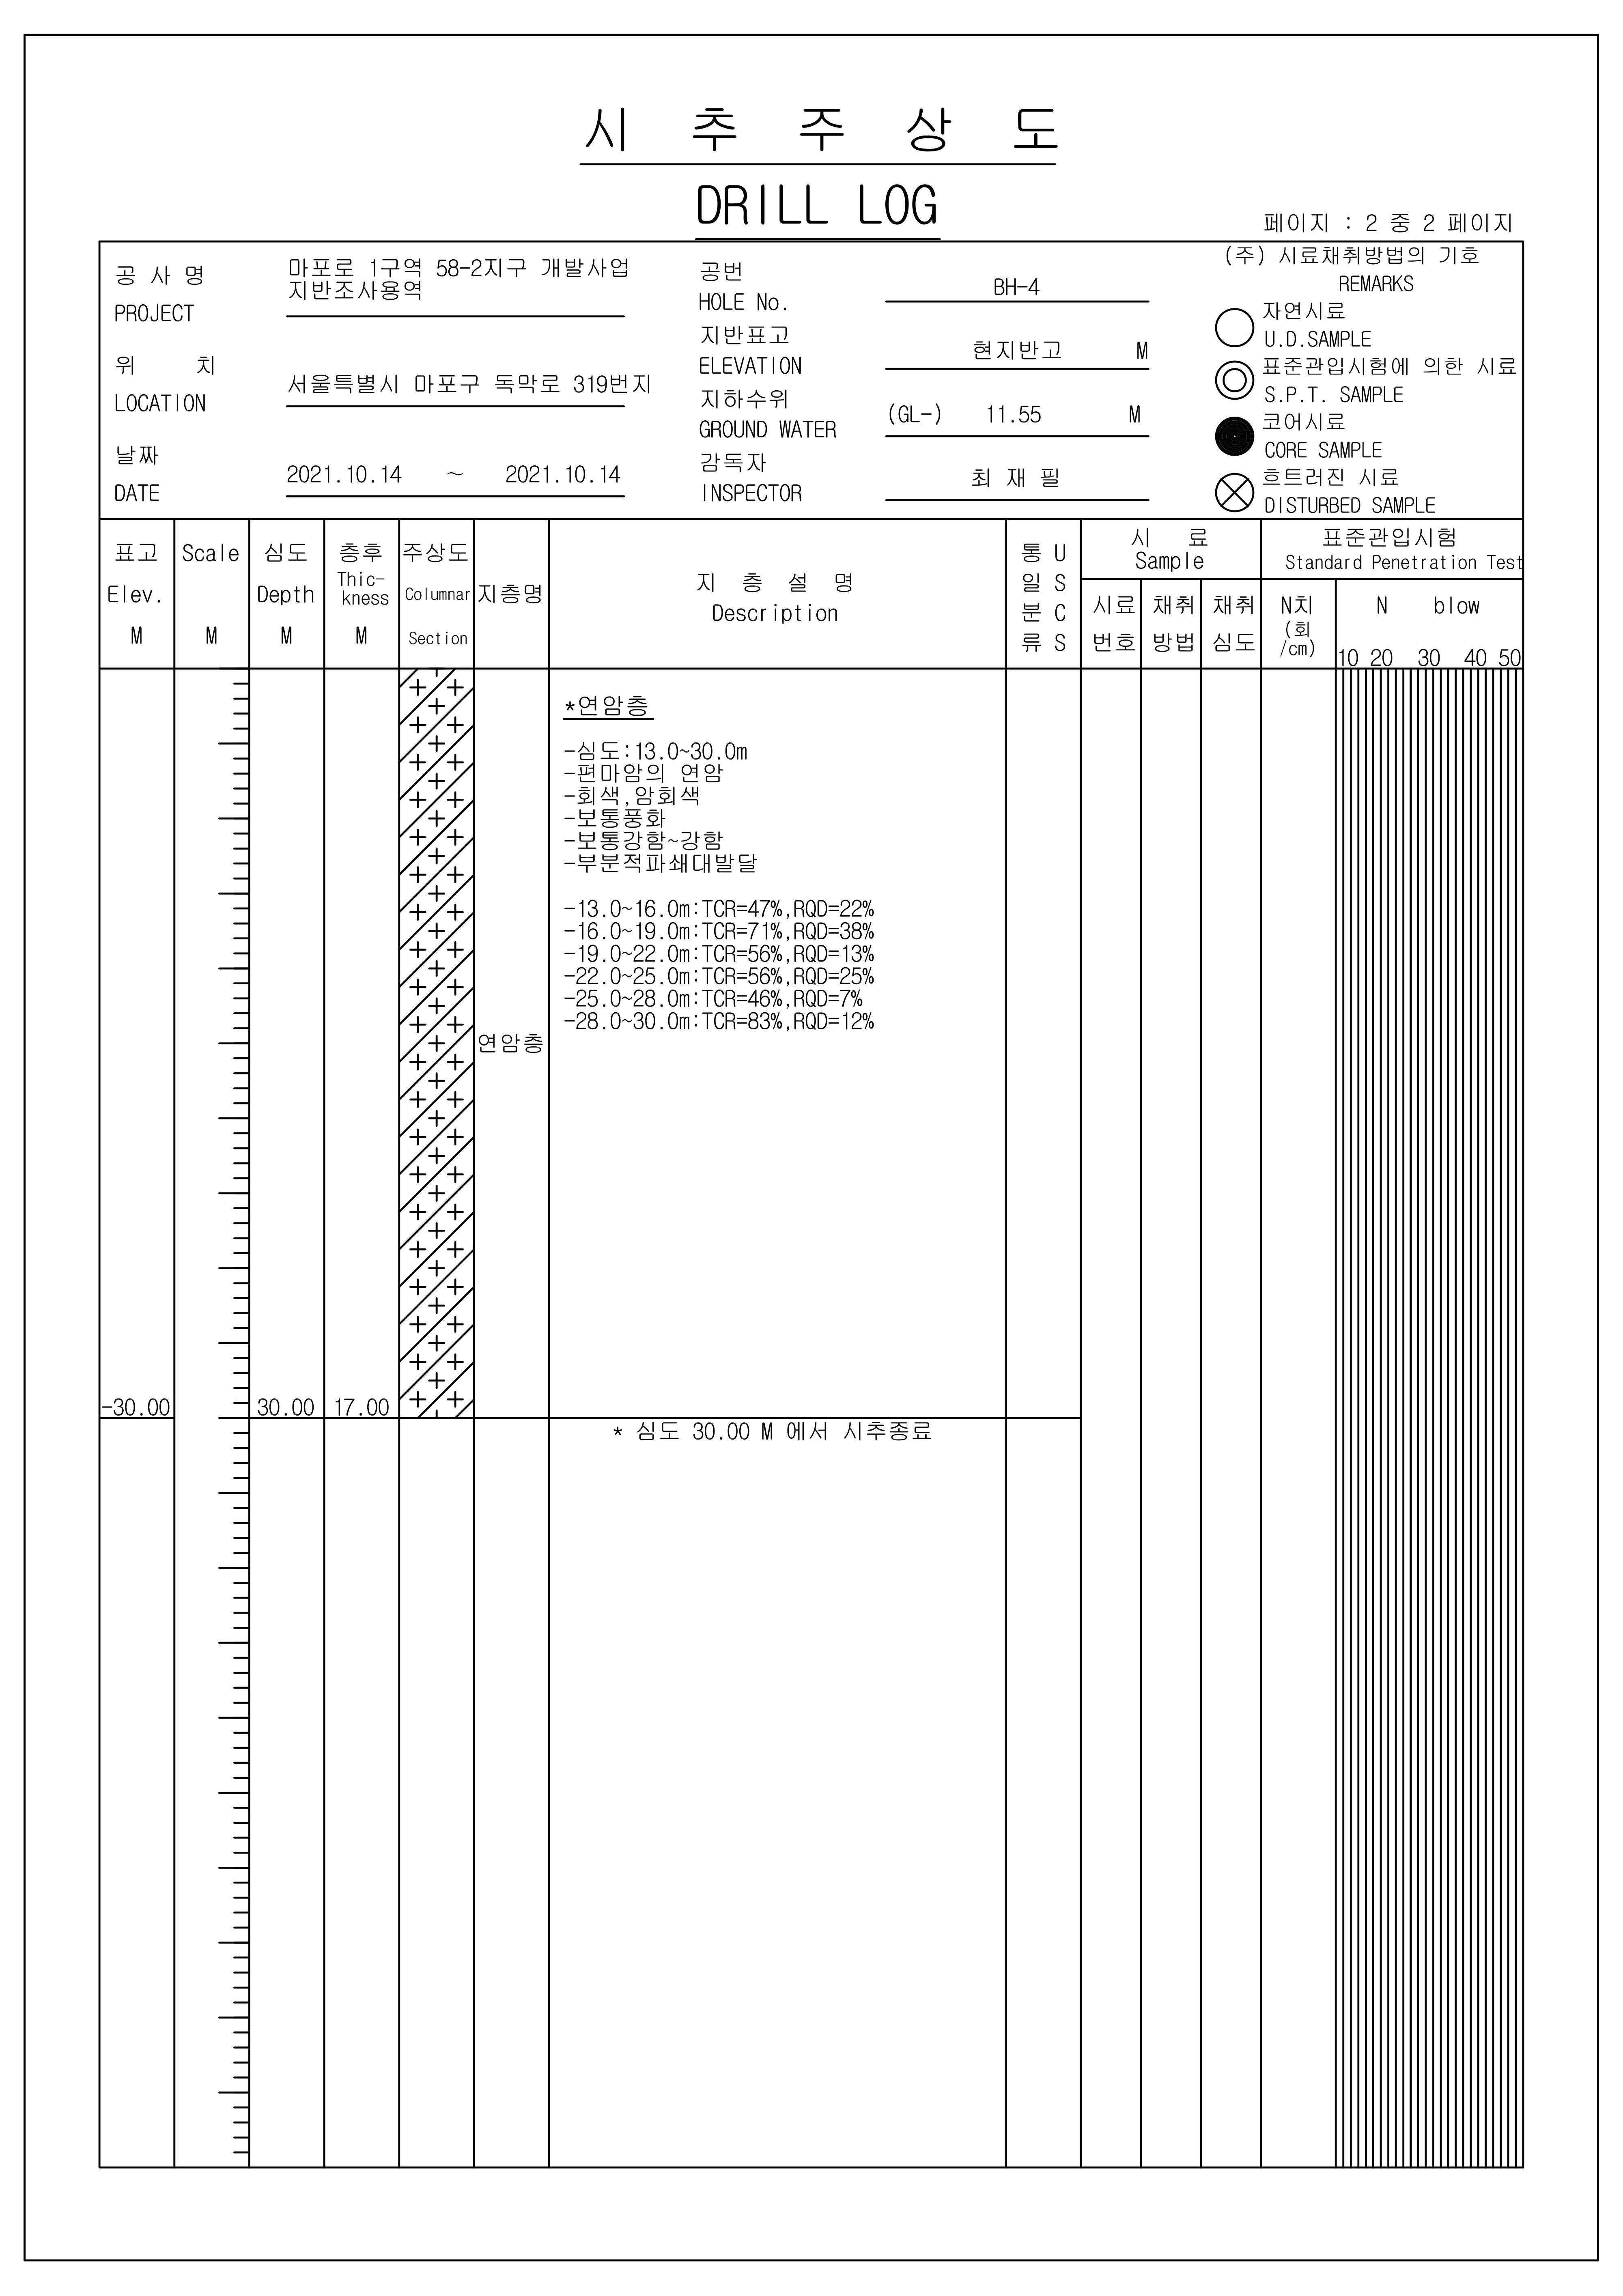 시 추 주 상 도
DRILL LOG
페이지 : 2 중 2 페이지
공 사 명
PROJECT
마포로 1구역 58-2지구 개발사업
지반조사용역
위 치
LOCATION
서울특별시 마포구 독막로 319번지
날짜
DATE
2021.10.14 ~ 2021.10.14
공번
HOLE No.
BH-4
지반표고
ELEVATION
현지반고 M
지하수위
GROUND WATER
(GL-) 11.55 M
감독자
INSPECTOR
최 재 필
(주) 시료채취방법의 기호
REMARKS
자연시료
U.D.SAMPLE
표준관입시험에 의한 시료
S.P.T. SAMPLE
코어시료
CORE SAMPLE
흐트러진 시료
DISTURBED SAMPLE
표고
Elev.
M
Scale
M
심도
Depth
M
층후
Thic-
kness
M
주상도
Columnar
Section
지층명
지 층 설 명
Description
통 U
일 S
분 C
류 S
시 료
Sample
시료
번호
채취
방법
채취
심도
표준관입시험
Standard Penetration Test
N치
(회
/cm)
N blow
10 20 30 40 50
*연암층
-심도:13.0~30.0m
-편마암의 연암
-회색,암회색
-보통풍화
-보통강함~강함
-부분적파쇄대발달
-13.0~16.0m:TCR=47%,RQD=22%
-16.0~19.0m:TCR=71%,RQD=38%
-19.0~22.0m:TCR=56%,RQD=13%
-22.0~25.0m:TCR=56%,RQD=25%
-25.0~28.0m:TCR=46%,RQD=7%
-28.0~30.0m:TCR=83%,RQD=12%
연암층
-30.00 30.00 17.00
* 심도 30.00 M 에서 시추종료